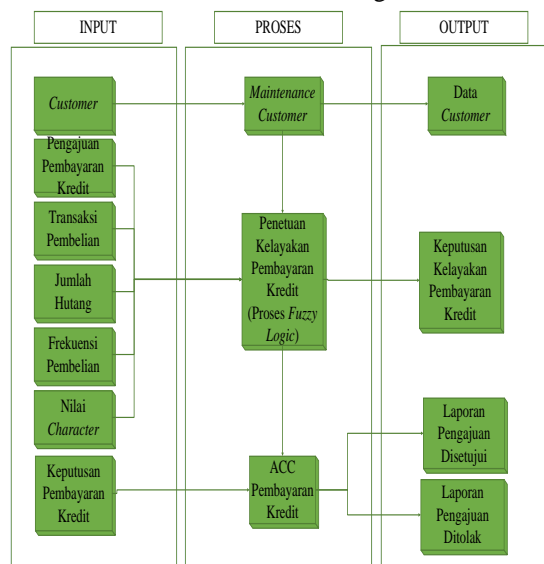 INPUT
PROSES
OUTPUT
Customer
Maintenance
Customer
Data
Customer
Pengajuan
Pembayaran
Kredit
Transaksi
Pembelian
Jumlah
Hutang
Frekuensi
Pembelian
Nilai
Character
Penetuan
Kelayakan
Pembayaran
Kredit
(Proses Fuzzy
Logic)
Keputusan
Kelayakan
Pembayaran
Kredit
Keputusan
Pembayaran
Kredit
ACC
Pembayaran
Kredit
Laporan
Pengajuan
Disetujui
Laporan
Pengajuan
Ditolak